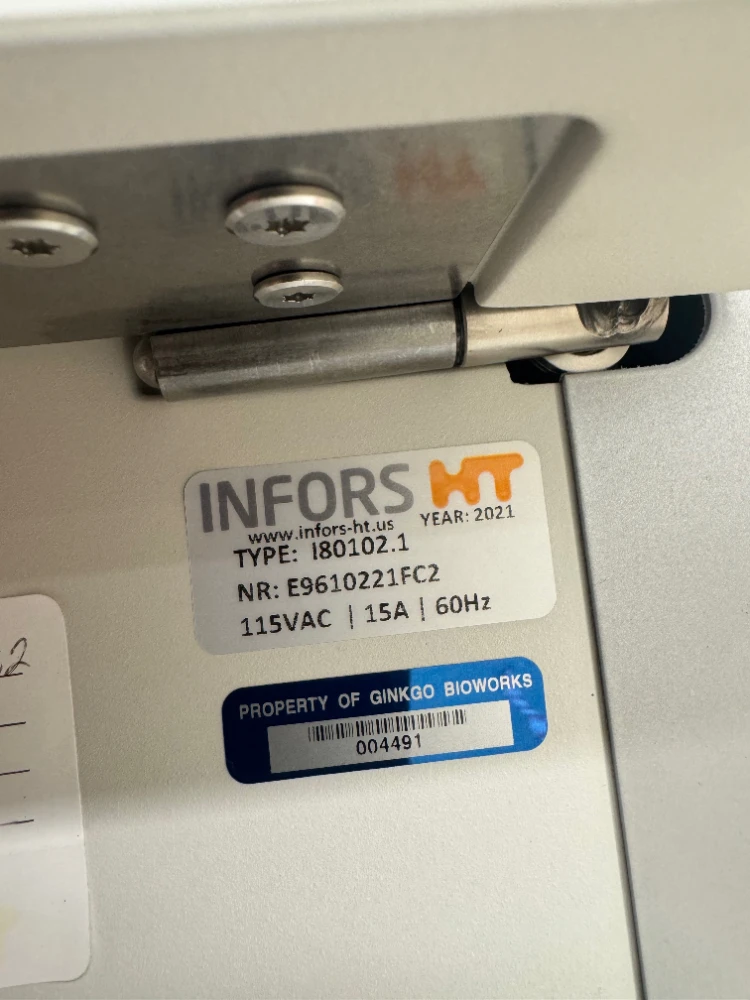 INFORS HT
www.infors-ht.us YEAR: 2021
TYPE: I80102.1
NR: E9610221FC2
115VAC | 15A | 60Hz
PROPERTY OF GINKGO BIOWORKS
004491